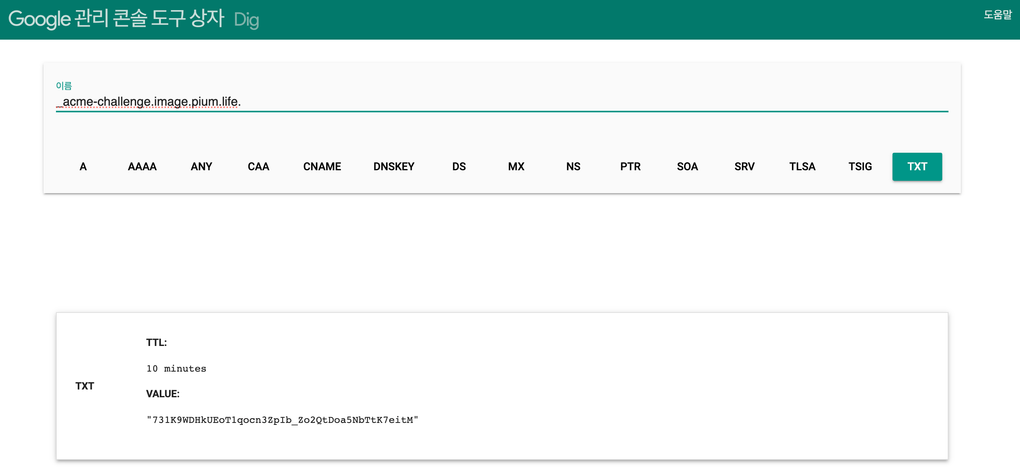 Google 관리 콘솔 도구 상자 Dig
도움말
이름
_acme-challenge.image.pium.life.
A AAAA ANY CAA CNAME DNSKEY DS MX NS PTR SOA SRV TLSA TSIG TXT
TTL:
10 minutes
TXT
VALUE:
"731K9WDHkUEoT1qocn3ZpIb_Zo2QtDoa5NbTtK7eitM"